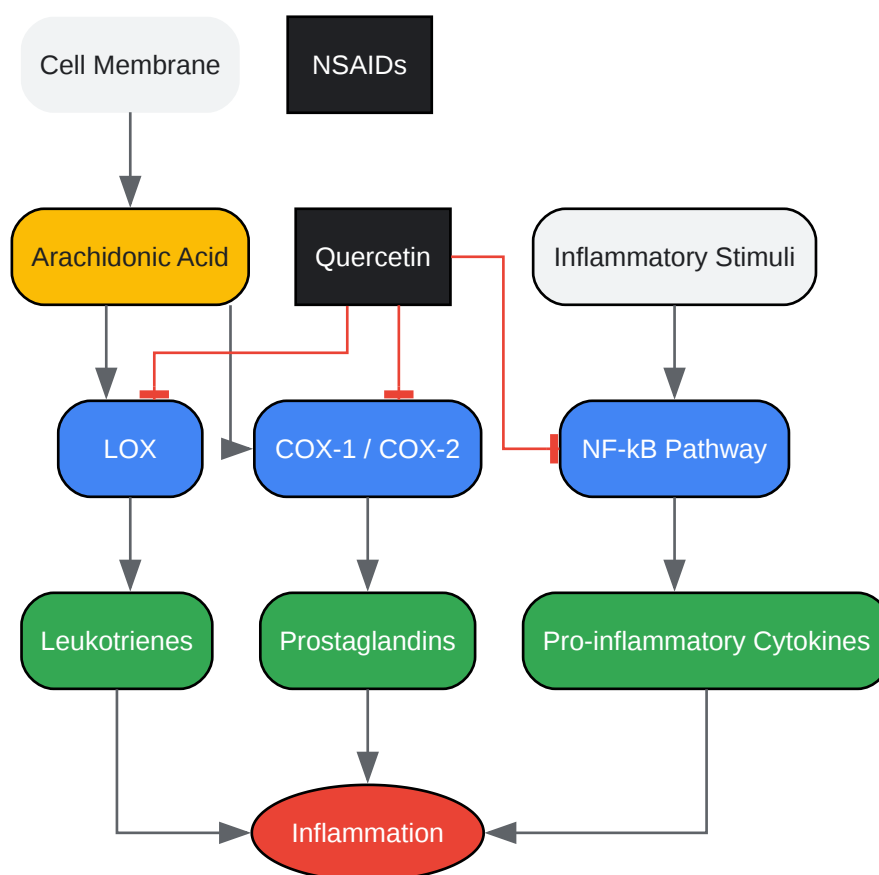 Cell Membrane
NSAIDs
Arachidonic Acid
Quercetin
Inflammatory Stimuli
LOX
COX-1 / COX-2
NF-kB Pathway
Leukotrienes
Prostaglandins
Pro-inflammatory Cytokines
Inflammation